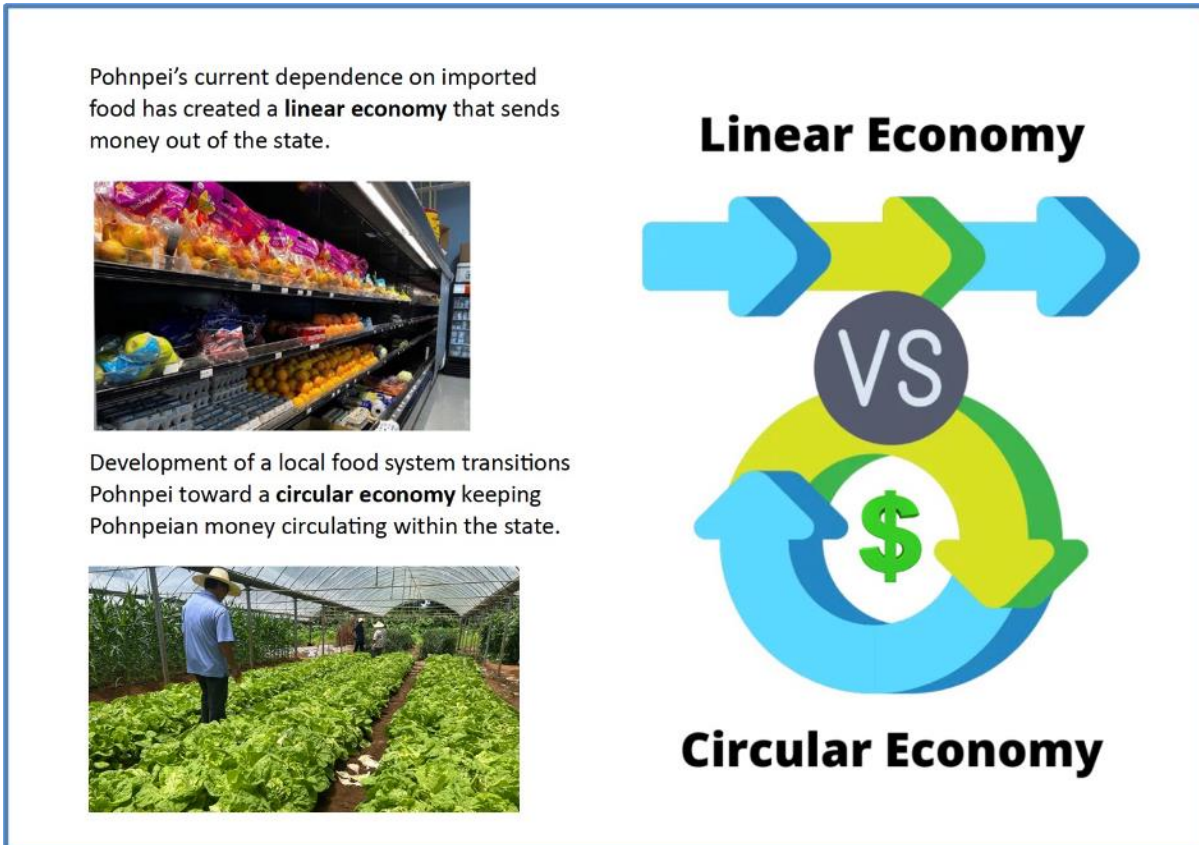 Pohnpei’s current dependence on imported
food has created a linear economy that sends
money out of the state.
Development of a local food system transitions
Pohnpei toward a circular economy keeping
Pohnpeian money circulating within the state.
Linear Economy
VS
$
Circular Economy